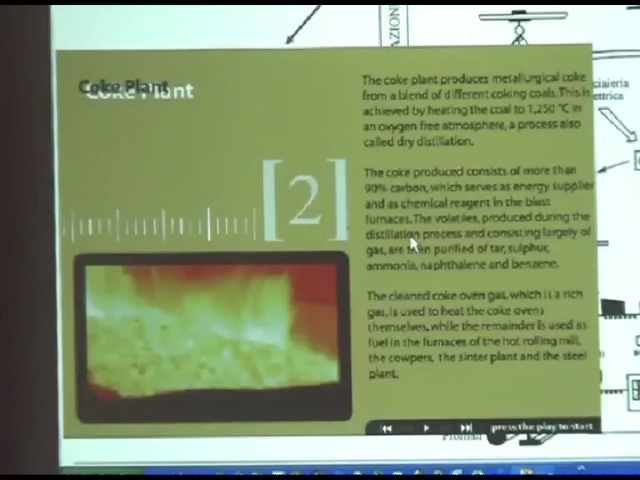 AZIONE
Coke Plant
The coke plant produces metallurgical coke
from a blend of different coking coals. This is
achieved by heating the coal to 1,250 °C in
an oxygen free atmosphere, a process also
called dry distillation.
[2]
The coke produced consists of more than
90% carbon, which serves as energy supplier
and as chemical reagent in the blast
furnaces. The volatiles, produced during the
distillation process and consisting largely of
gas, are then purified of tar, sulphur,
ammonia, naphthalene and benzene.
The cleaned coke oven gas, which is a rich
gas, is used to heat the coke ovens
themselves, while the remainder is used as
fuel in the furnaces of the hot rolling mill,
the cowpers, the sinter plant and the steel
plant.
press the play to start
ciaieria
ettrica